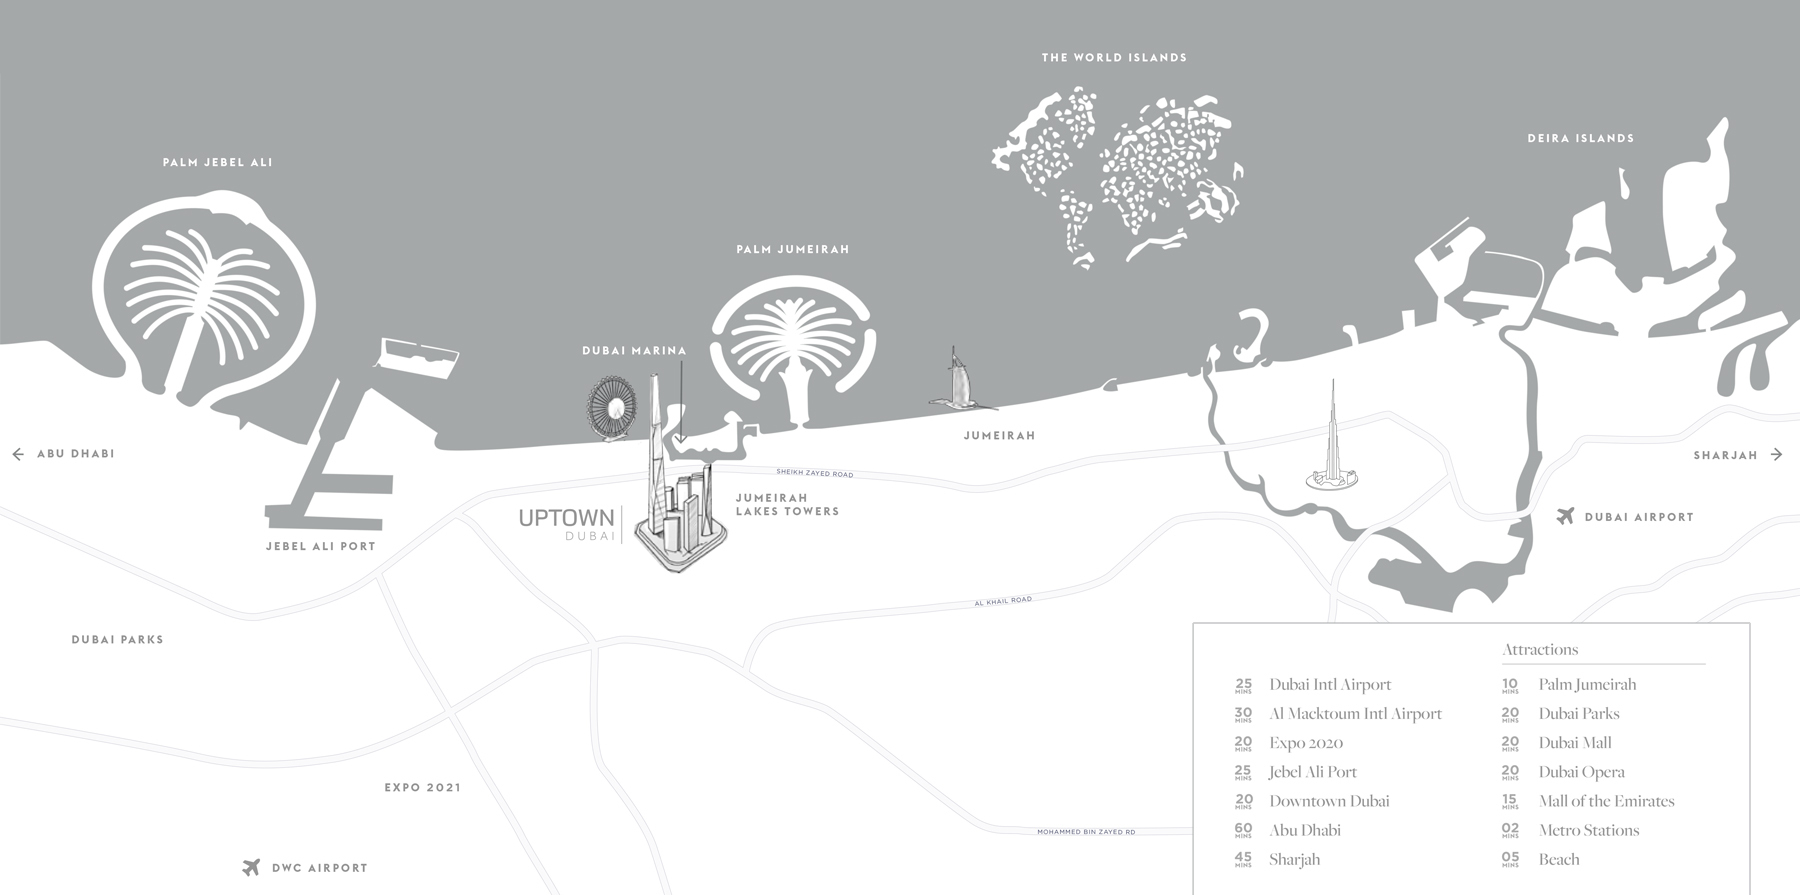 THE WORLD ISLANDS
DEIRA ISLANDS
PALM JEBEL ALI
PALM JUMEIRAH
DUBAI MARINA
JUMEIRAH
ABU DHABI
SHARJAH
SHEIKH ZAYED ROAD
JUMEIRAH
LAKES TOWERS
UPTOWN
DUBAI
DUBAI AIRPORT
JEBEL ALI PORT
AL KHAIL ROAD
DUBAI PARKS
EXPO 2021
MOHAMMED BIN ZAYED RD
DWC AIRPORT
25 MINS Dubai Intl Airport
30 MINS Al Macktoum Intl Airport
20 MINS Expo 2020
25 MINS Jebel Ali Port
20 MINS Downtown Dubai
60 MINS Abu Dhabi
45 MINS Sharjah
Attractions
10 MINS Palm Jumeirah
20 MINS Dubai Parks
20 MINS Dubai Mall
20 MINS Dubai Opera
15 MINS Mall of the Emirates
02 MINS Metro Stations
05 MINS Beach